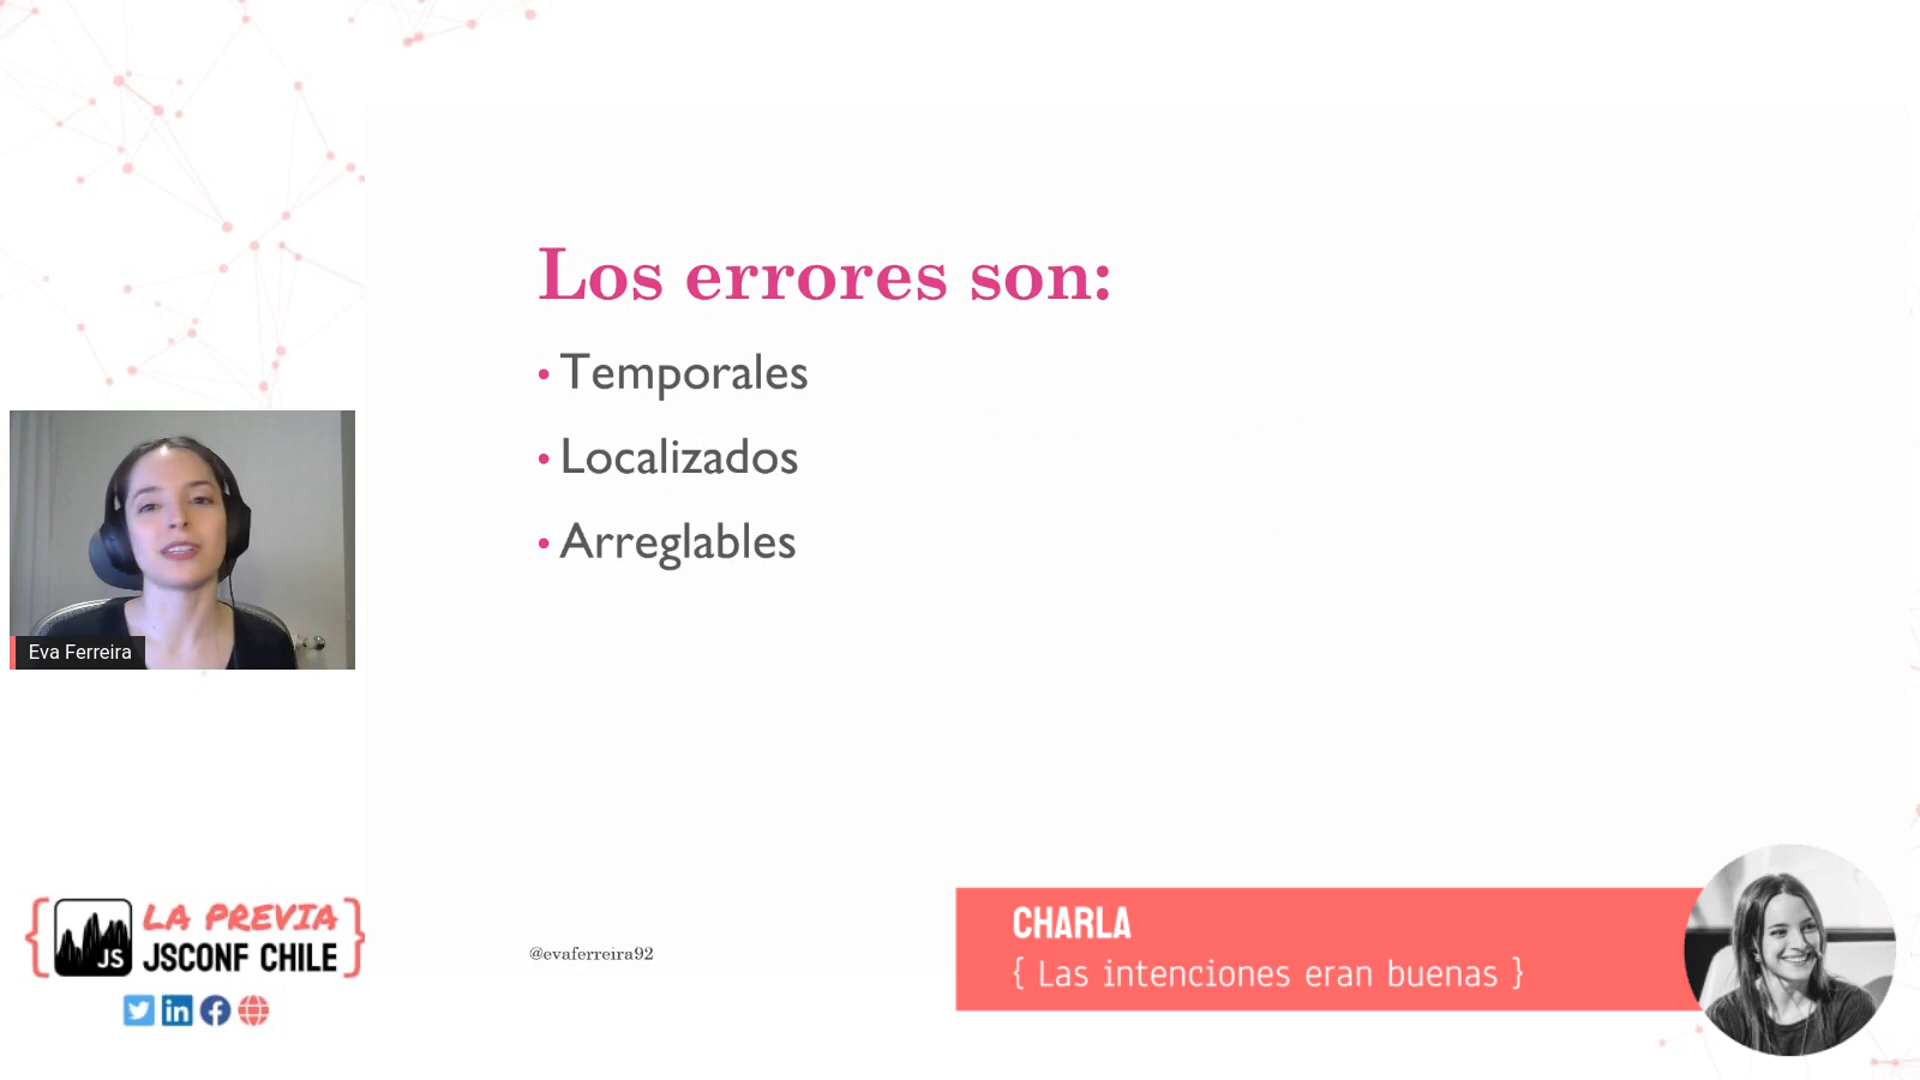 Los errores son:
• Temporales
• Localizados
• Arreglables
Eva Ferreira
{ JS LA PREVIA }
JSCONF CHILE
@evaferreira92
CHARLA
{ Las intenciones eran buenas }